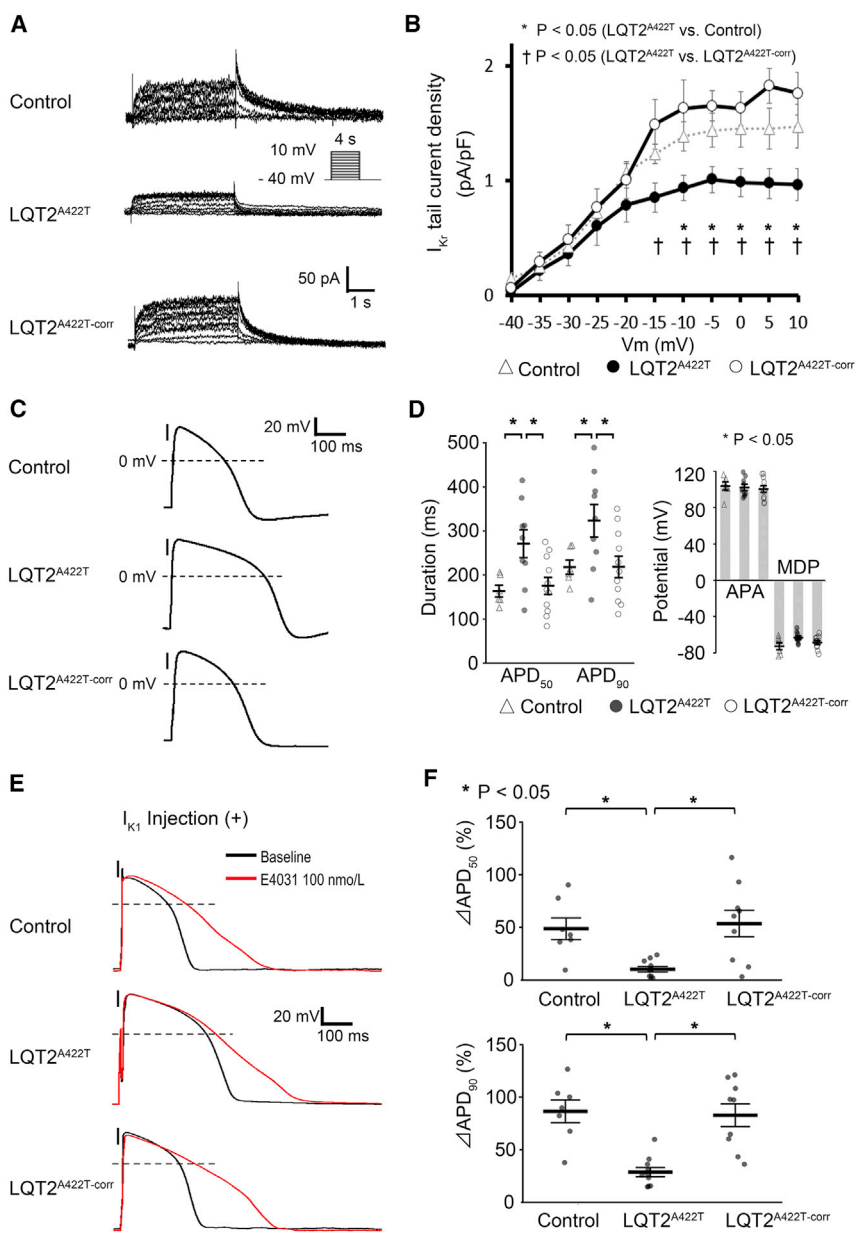 A
Control
10 mV
4 s
- 40 mV
LQT2A422T
50 pA
1 s
LQT2A422T-corr
B
* P < 0.05 (LQT2A422T vs. Control)
† P < 0.05 (LQT2A422T vs. LQT2A422T-corr)
IKr tail curent density
(pA/pF)
2
1
0
* * * * *
† † † † † †
-40 -35 -30 -25 -20 -15 -10 -5 0 5 10
Vm (mV)
△ Control ● LQT2A422T ○ LQT2A422T-corr
C
20 mV
100 ms
Control
0 mV
LQT2A422T
0 mV
LQT2A422T-corr
0 mV
D
* * * *
Duration (ms)
500
400
300
200
100
0
APD50 APD90
* P < 0.05
Potential (mV)
120
80
40
0
-40
-80
MDP
APA
△ Control ● LQT2A422T ○ LQT2A422T-corr
E
IK1 Injection (+)
Baseline
E4031 100 nmo/L
Control
20 mV
100 ms
LQT2A422T
LQT2A422T-corr
F
* P < 0.05
* *
⊿APD50 (%)
150
100
50
0
Control LQT2A422T LQT2A422T-corr
* *
⊿APD90 (%)
150
100
50
0
Control LQT2A422T LQT2A422T-corr